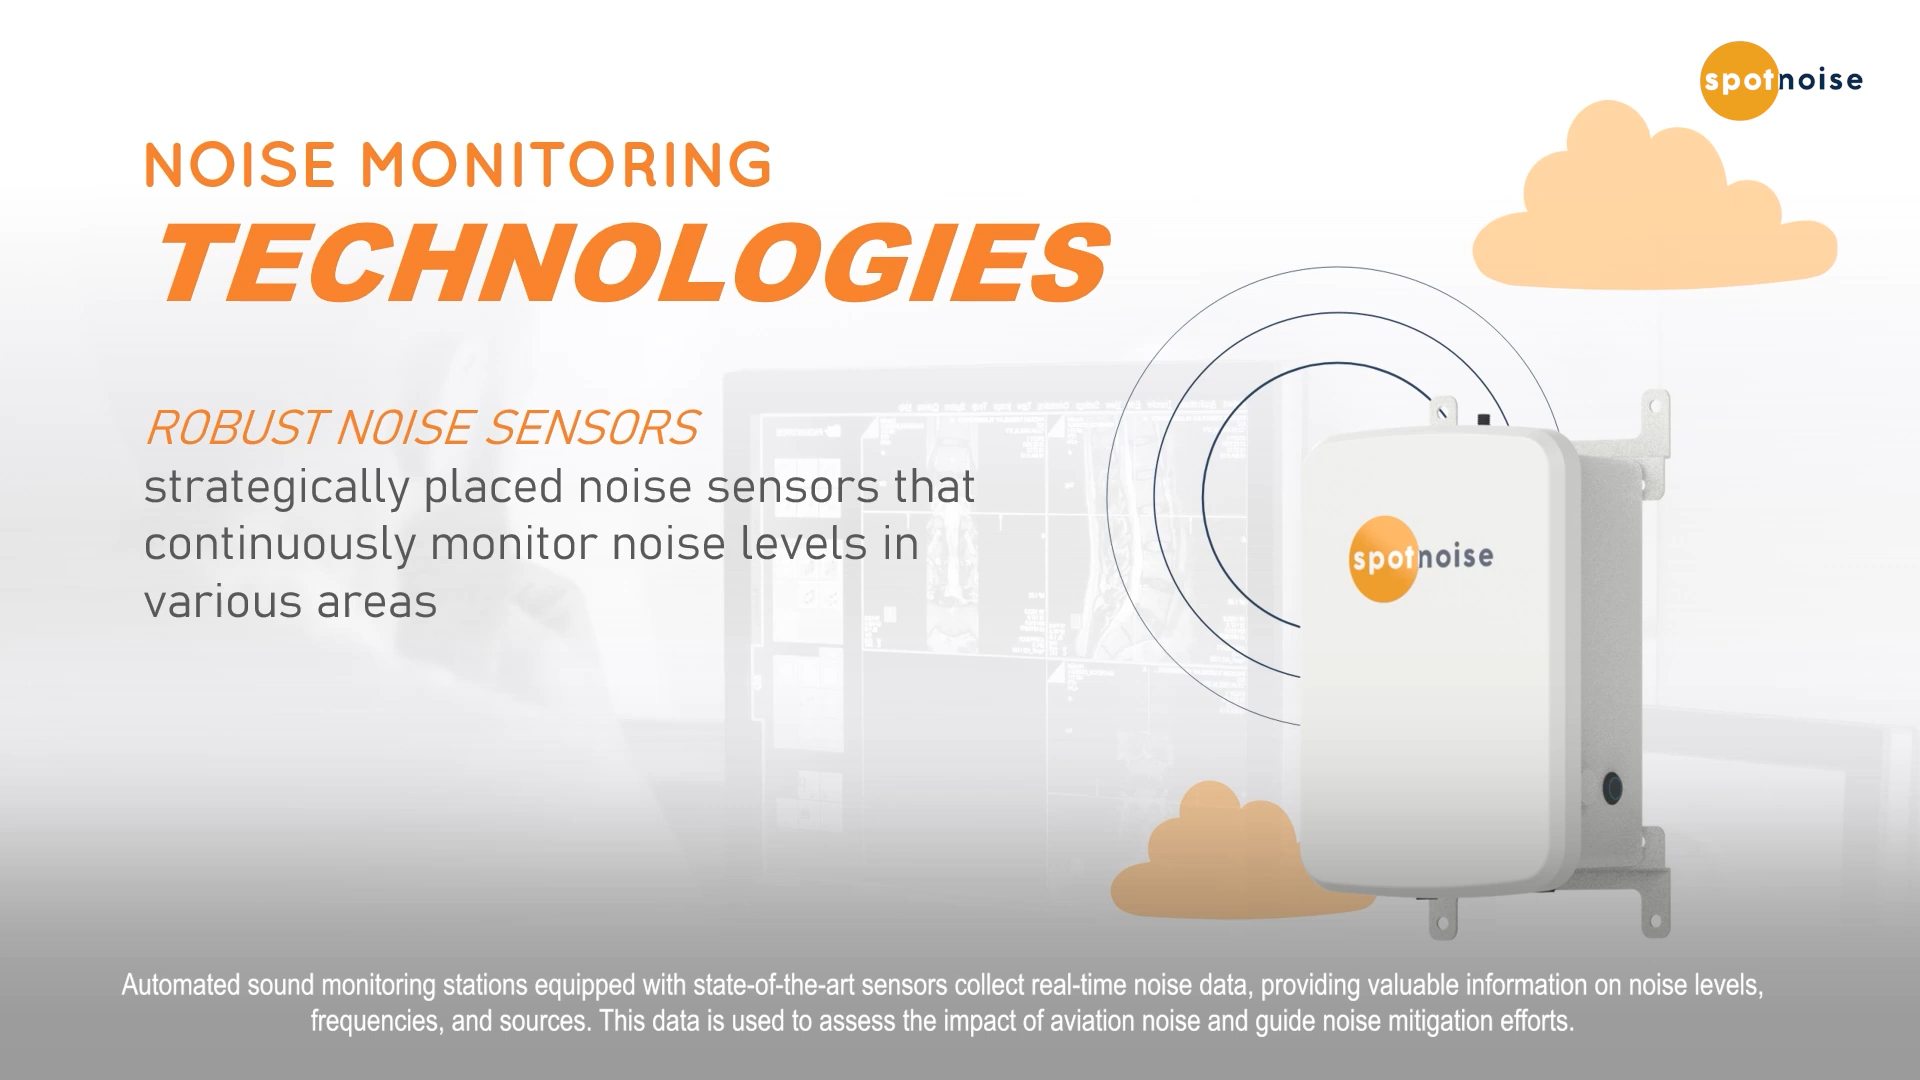 spotnoise
NOISE MONITORING
TECHNOLOGIES
ROBUST NOISE SENSORS
strategically placed noise sensors that
continuously monitor noise levels in
various areas
spotnoise
Automated sound monitoring stations equipped with state-of-the-art sensors collect real-time noise data, providing valuable information on noise levels,
frequencies, and sources. This data is used to assess the impact of aviation noise and guide noise mitigation efforts.